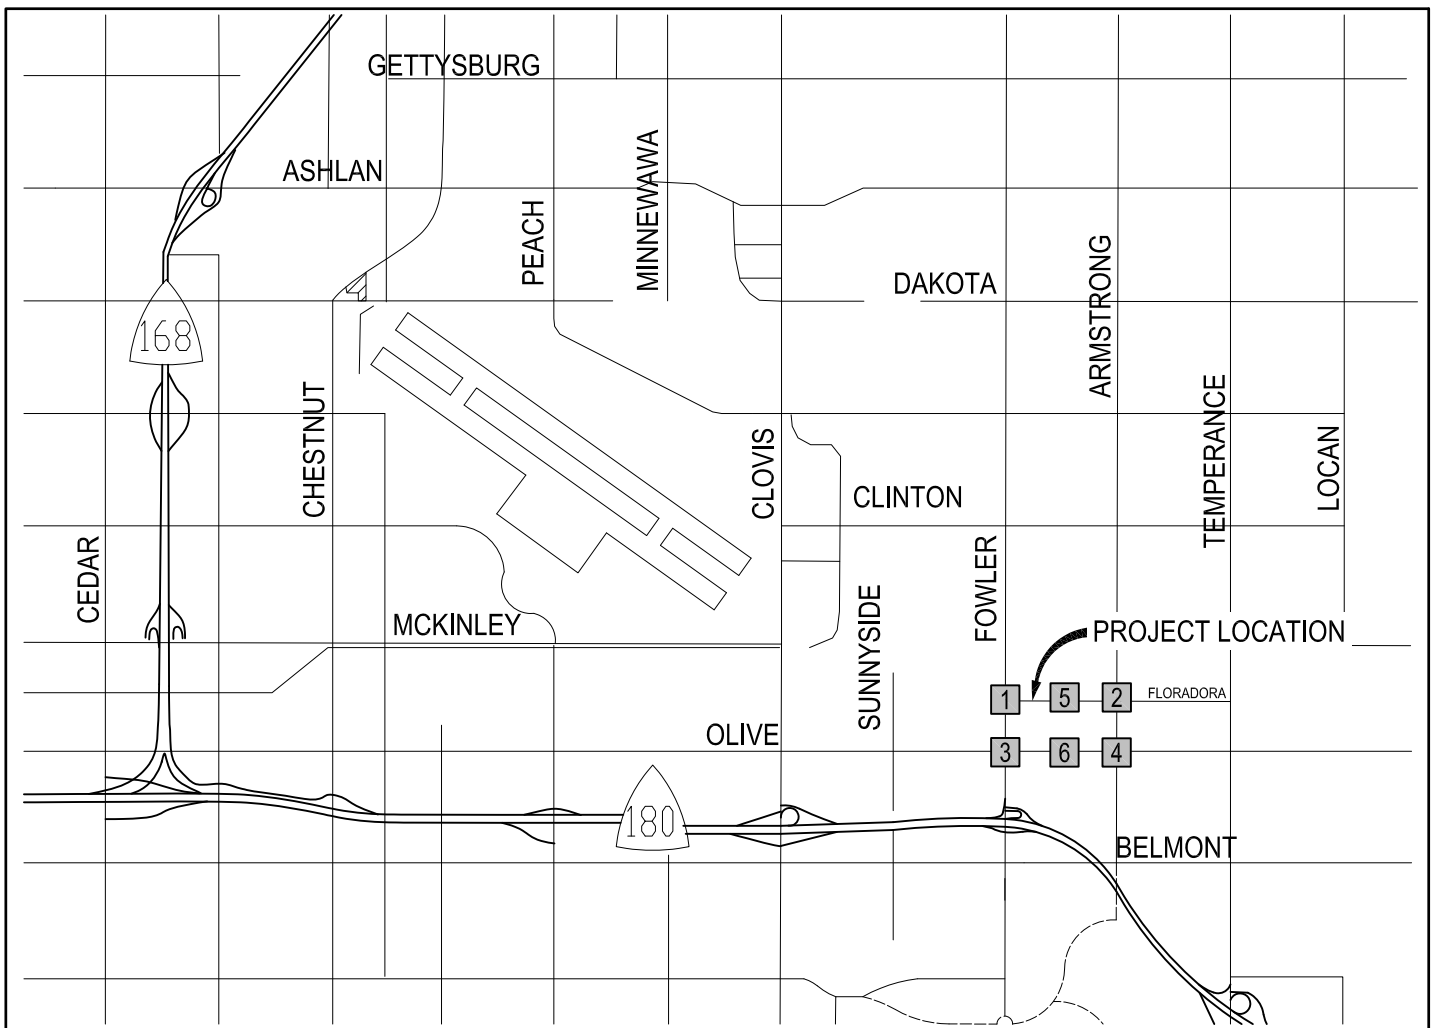 GETTYSBURG
ASHLAN
MINNEWAWA
PEACH
ARMSTRONG
DAKOTA
168
CHESTNUT
TEMPERANCE
CLOVIS
LOCAN
CLINTON
CEDAR
FOWLER
SUNNYSIDE
MCKINLEY
PROJECT LOCATION
1
5
2
FLORADORA
OLIVE
3
6
4
180
BELMONT